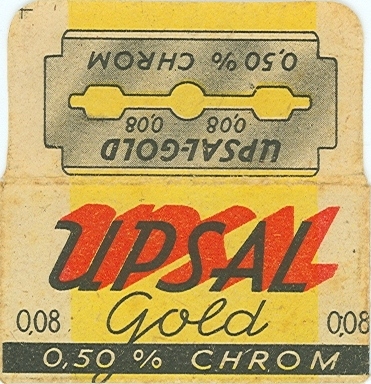 0,50 % CHROM
0,08 0,08
UPSAL-GOLD
UPSAL
Gold
0,08 0,08
0,50 % CHROM